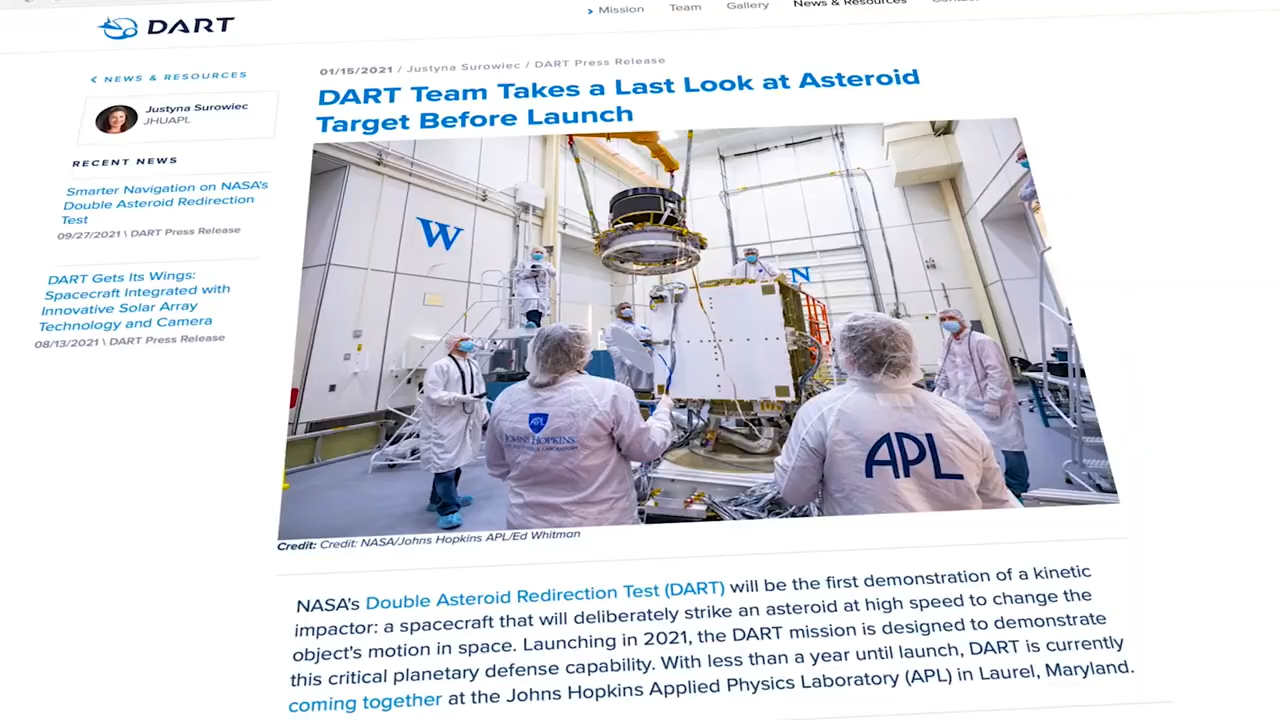 DART
Mission Team Gallery News & Resources
NEWS & RESOURCES
Justyna Surowiec
JHUAPL
RECENT NEWS
Smarter Navigation on NASA's
Double Asteroid Redirection
Test
09/27/2021 \ DART Press Release
DART Gets Its Wings:
Spacecraft Integrated with
Innovative Solar Array
Technology and Camera
08/13/2021 \ DART Press Release
01/15/2021 / Justyna Surowiec / DART Press Release
DART Team Takes a Last Look at Asteroid
Target Before Launch
W
N
APL
JOHNS HOPKINS
APL
Credit: Credit: NASA/Johns Hopkins APL/Ed Whitman
NASA's Double Asteroid Redirection Test (DART) will be the first demonstration of a kinetic
impactor: a spacecraft that will deliberately strike an asteroid at high speed to change the
object's motion in space. Launching in 2021, the DART mission is designed to demonstrate
this critical planetary defense capability. With less than a year until launch, DART is currently
coming together at the Johns Hopkins Applied Physics Laboratory (APL) in Laurel, Maryland.